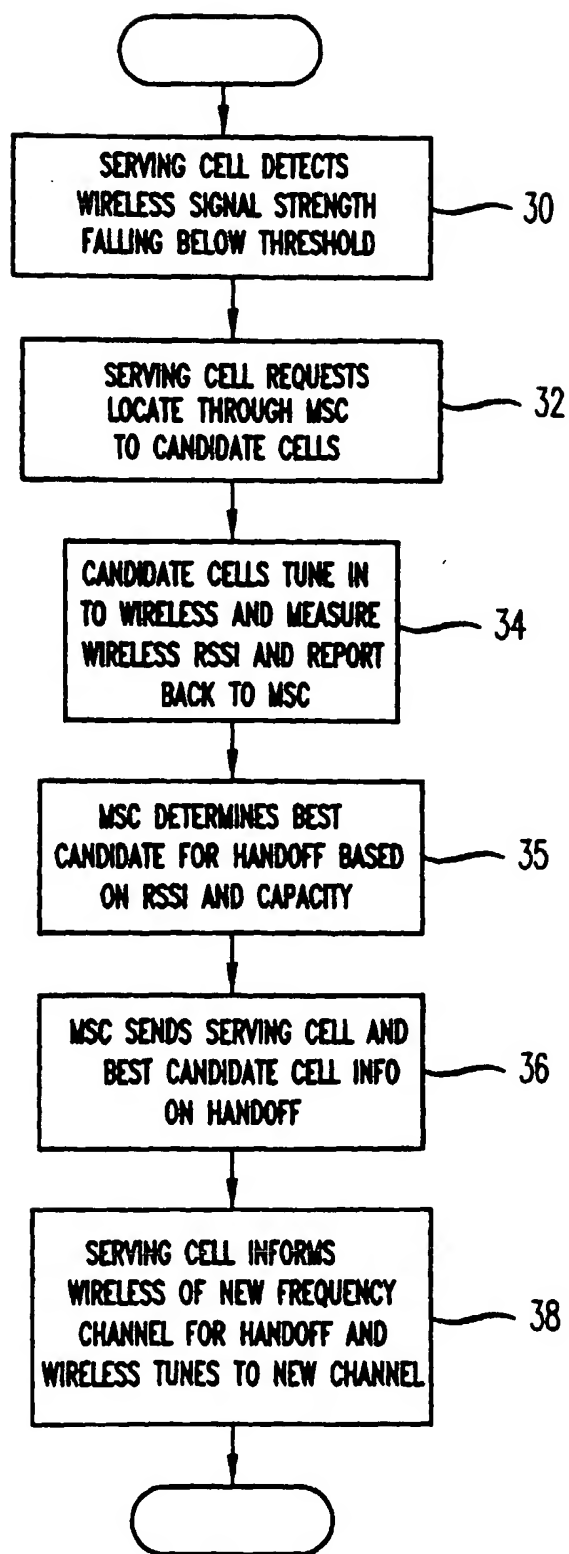 SERVING CELL DETECTS
WIRELESS SIGNAL STRENGTH
FALLING BELOW THRESHOLD
30
SERVING CELL REQUESTS
LOCATE THROUGH MSC
TO CANDIDATE CELLS
32
CANDIDATE CELLS TUNE IN
TO WIRELESS AND MEASURE
WIRELESS RSSI AND REPORT
BACK TO MSC
34
MSC DETERMINES BEST
CANDIDATE FOR HANDOFF BASED
ON RSSI AND CAPACITY
35
MSC SENDS SERVING CELL AND
BEST CANDIDATE CELL INFO
ON HANDOFF
36
SERVING CELL INFORMS
WIRELESS OF NEW FREQUENCY
CHANNEL FOR HANDOFF AND
WIRELESS TUNES TO NEW CHANNEL
38